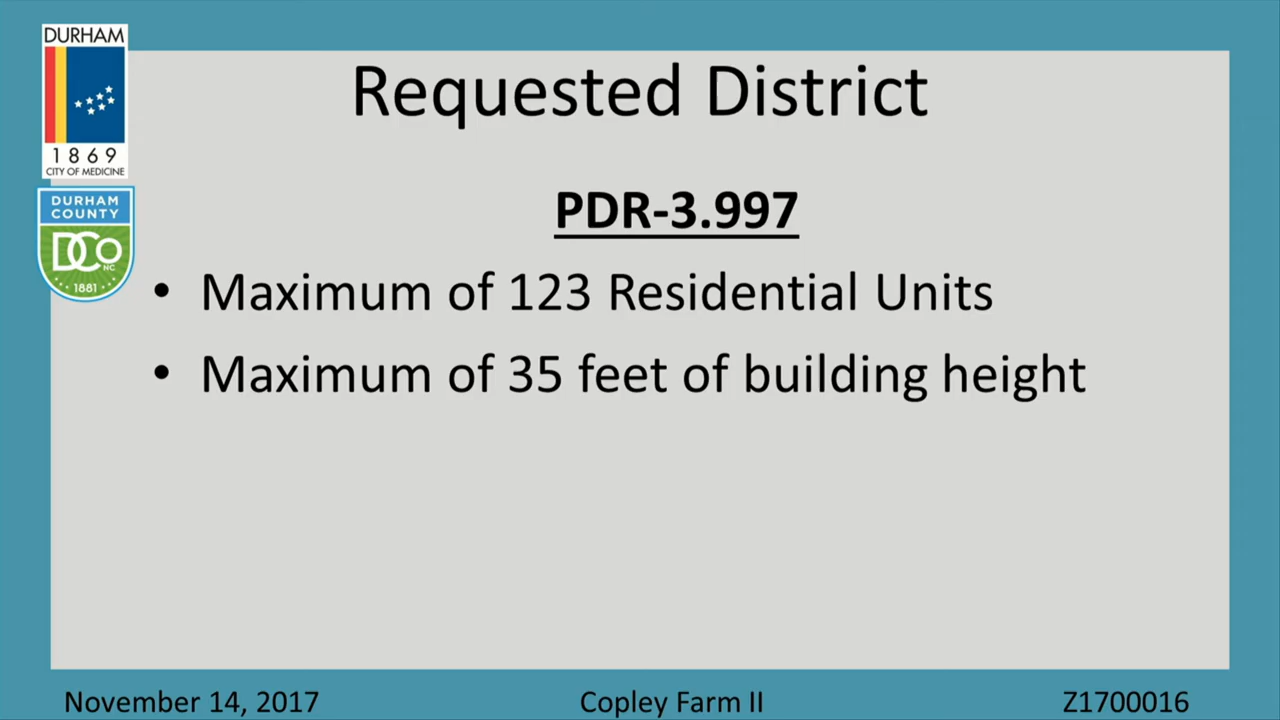 DURHAM
1869
CITY OF MEDICINE
DURHAM
COUNTY
DCo
NC
1881
Requested District
PDR-3.997
• Maximum of 123 Residential Units
• Maximum of 35 feet of building height
November 14, 2017
Copley Farm II
Z1700016